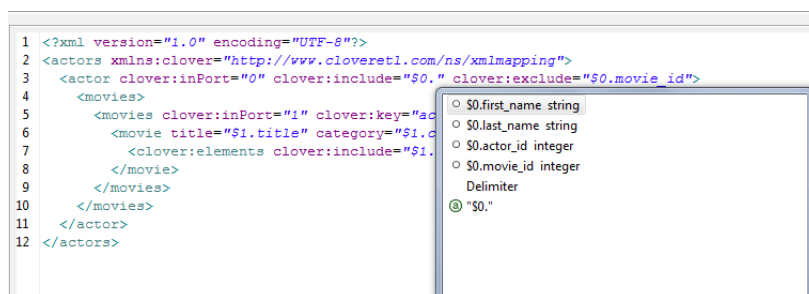 1 <?xml version="1.0" encoding="UTF-8"?>
2 <actors xmlns:clover="http://www.cloveretl.com/ns/xmlmapping">
3 <actor clover:inPort="0" clover:include="$0." clover:exclude="$0.movie_id">
4 <movies>
5 <movies clover:inPort="1" clover:key="ac
6 <movie title="$1.title" category="$1.c
7 <clover:elements clover:include="$1.
8 </movie>
9 </movies>
10 </movies>
11 </actor>
12 </actors>
$0.first_name string
$0.last_name string
$0.actor_id integer
$0.movie_id integer
Delimiter
a "$0."